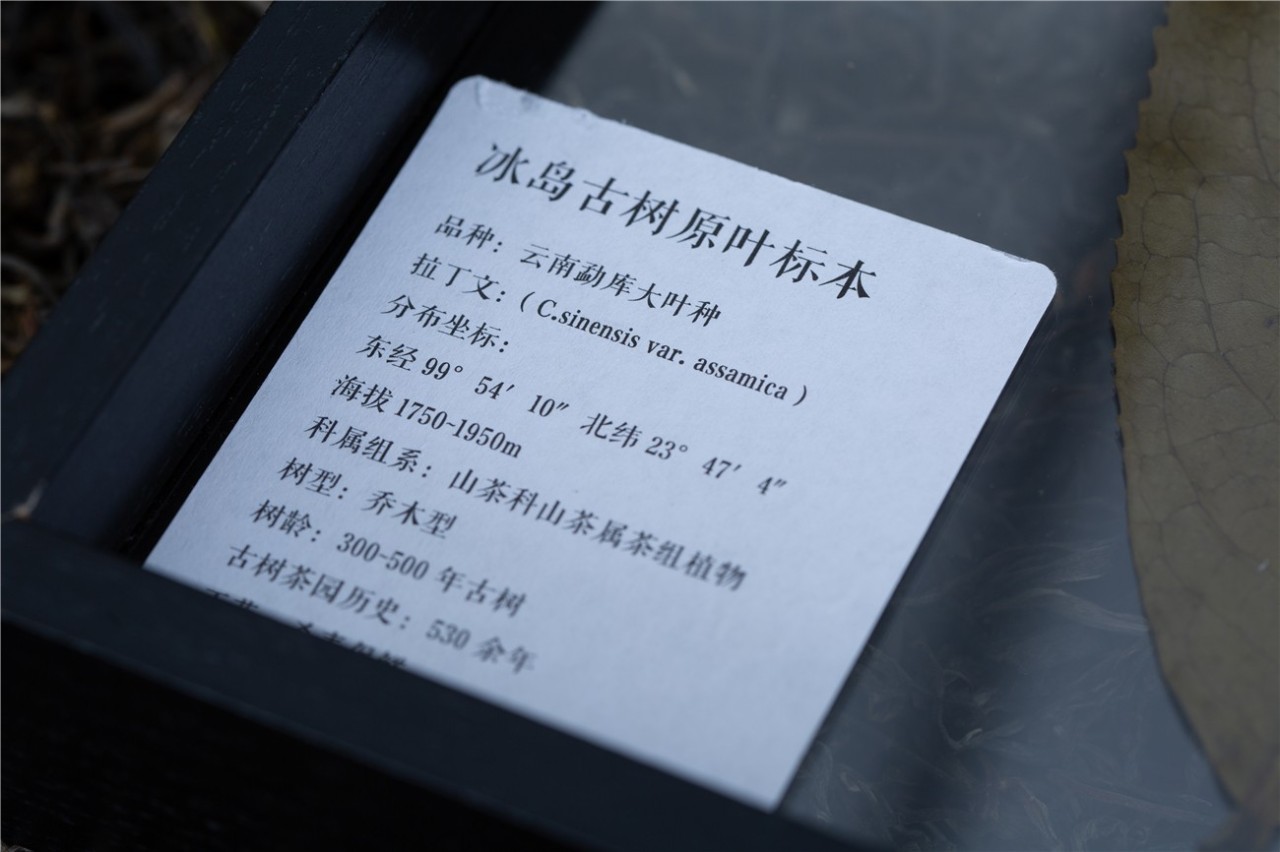 冰岛古树原叶标本
品种：云南勐库大叶种
拉丁文：（C.sinensis var. assamica）
分布坐标：
东经 99° 54′ 10″ 北纬 23° 47′ 4″
海拔 1750-1950m
科属组系：山茶科山茶属茶组植物
树型：乔木型
树龄：300-500 年古树
古树茶园历史：530 余年